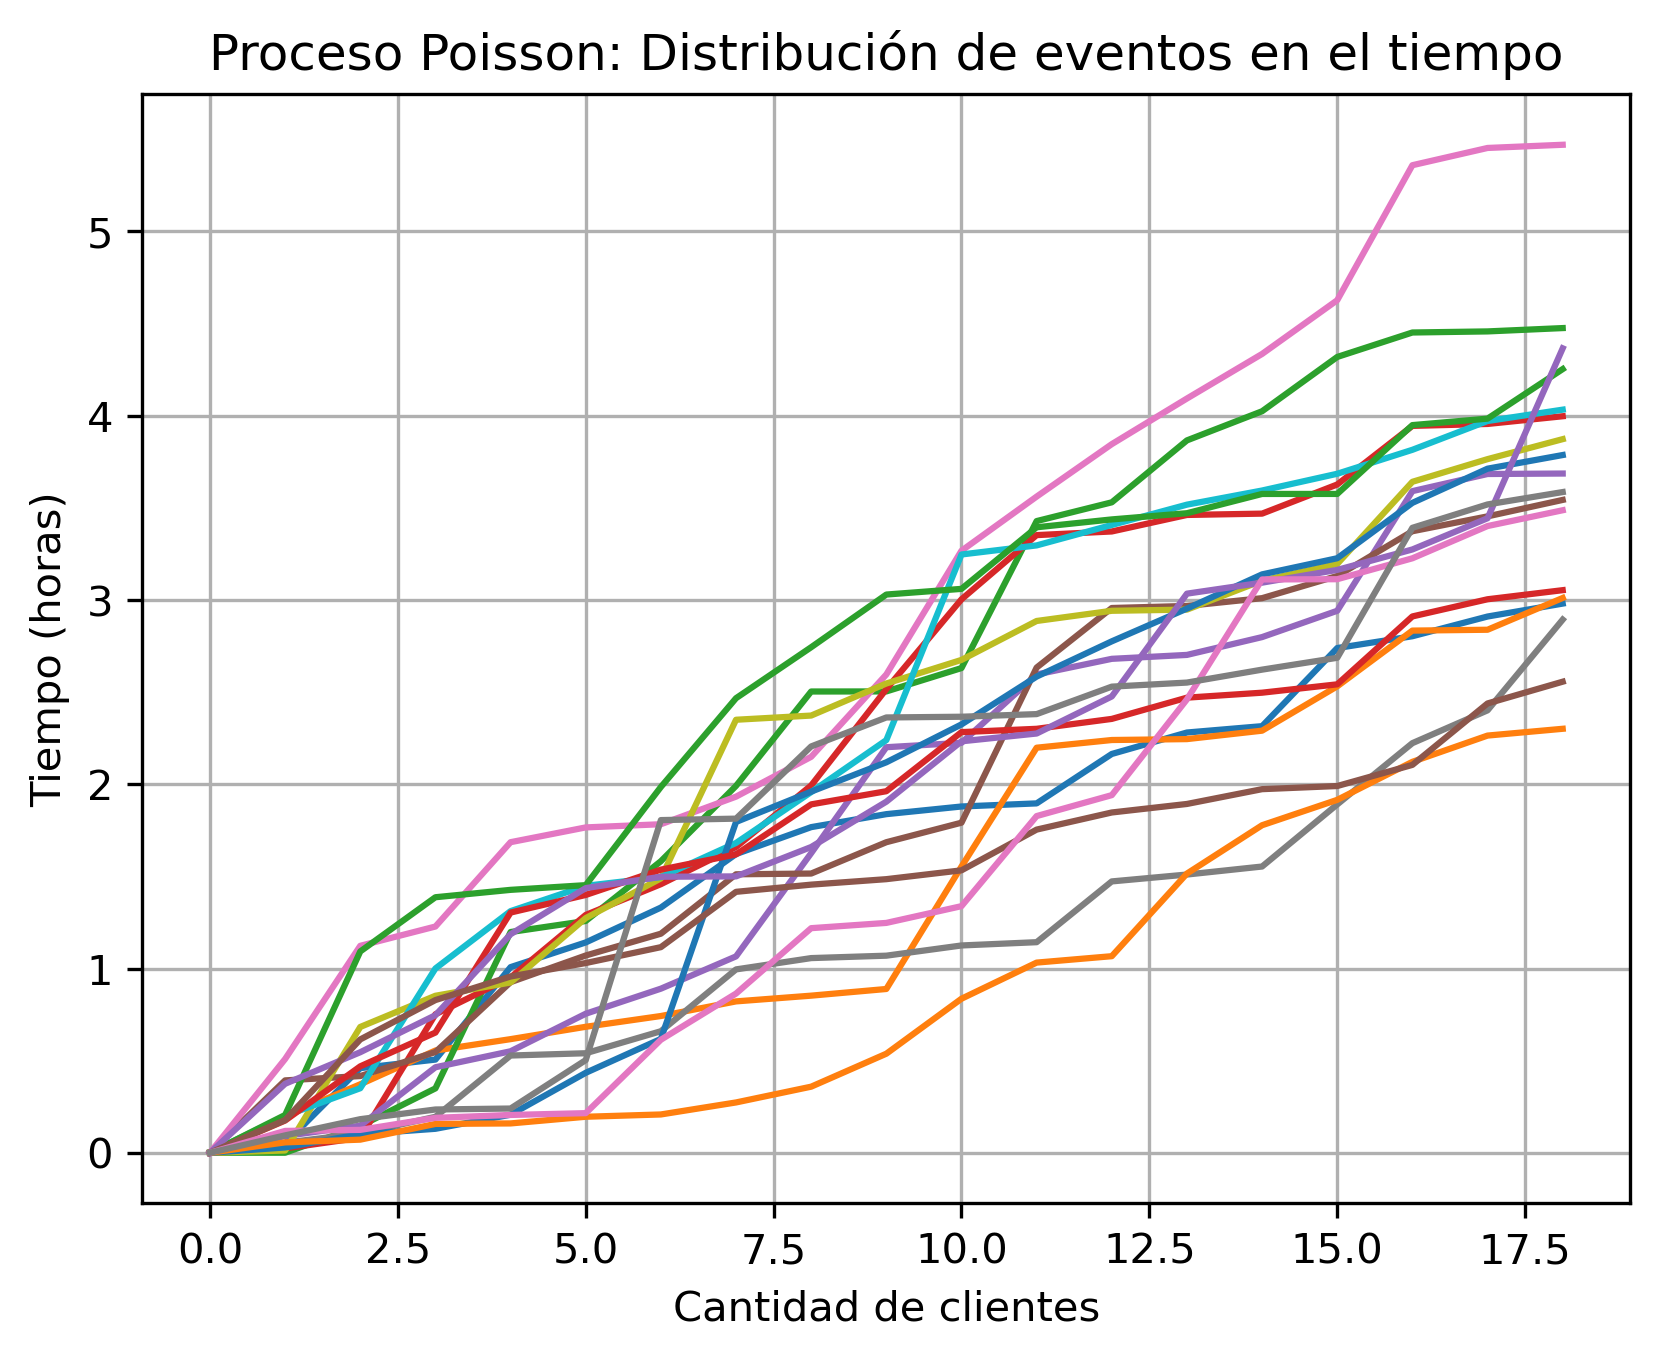 Proceso Poisson: Distribución de eventos en el tiempo
5
4
3
2
1
0
Tiempo (horas)
0.0 2.5 5.0 7.5 10.0 12.5 15.0 17.5
Cantidad de clientes